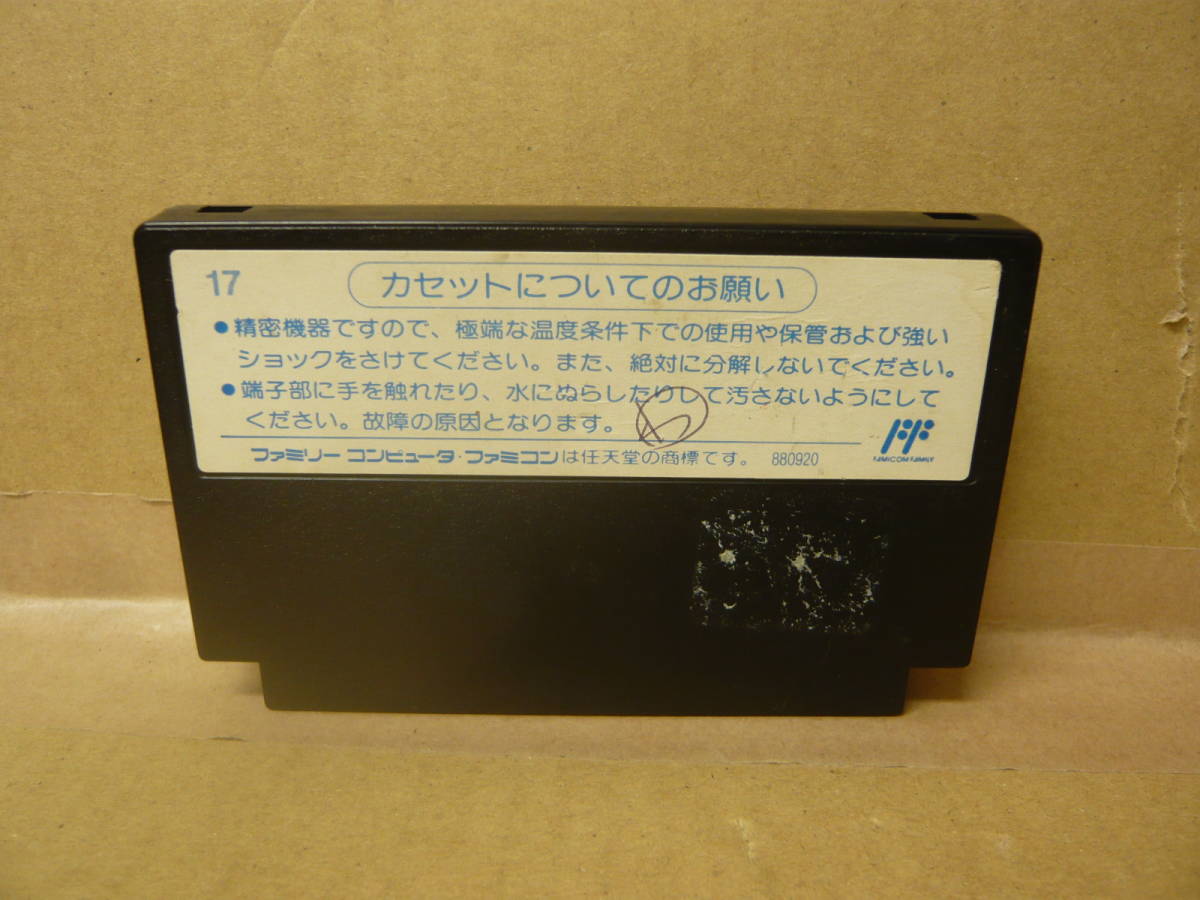 17
カセットについてのお願い
●精密機器ですので、極端な温度条件下での使用や保管および強い
ショックをさけてください。また、絶対に分解しないでください。
●端子部に手を触れたり、水にぬらしたりして汚さないようにして
ください。故障の原因となります。
ファミリーコンピュータ・ファミコンは任天堂の商標です。 880920
FAMICOM FAMILY